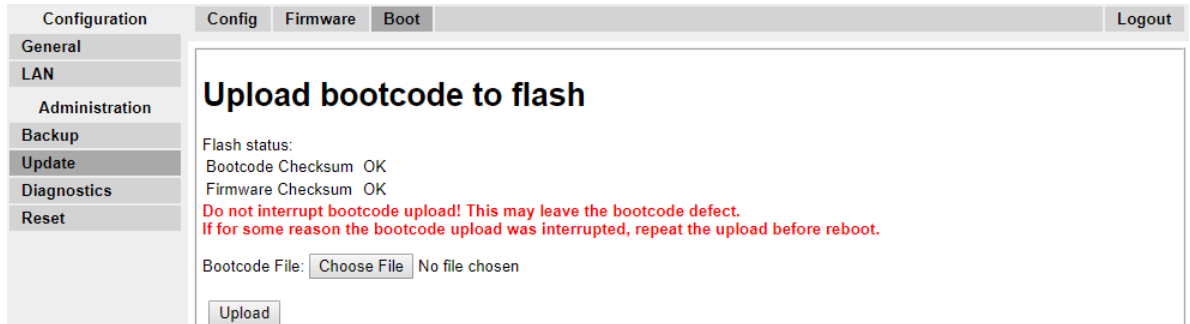 Configuration
General
LAN
Administration
Backup
Update
Diagnostics
Reset
Config Firmware Boot Logout
Upload bootcode to flash
Flash status:
Bootcode Checksum OK
Firmware Checksum OK
Do not interrupt bootcode upload! This may leave the bootcode defect.
If for some reason the bootcode upload was interrupted, repeat the upload before reboot.
Bootcode File: Choose File No file chosen
Upload